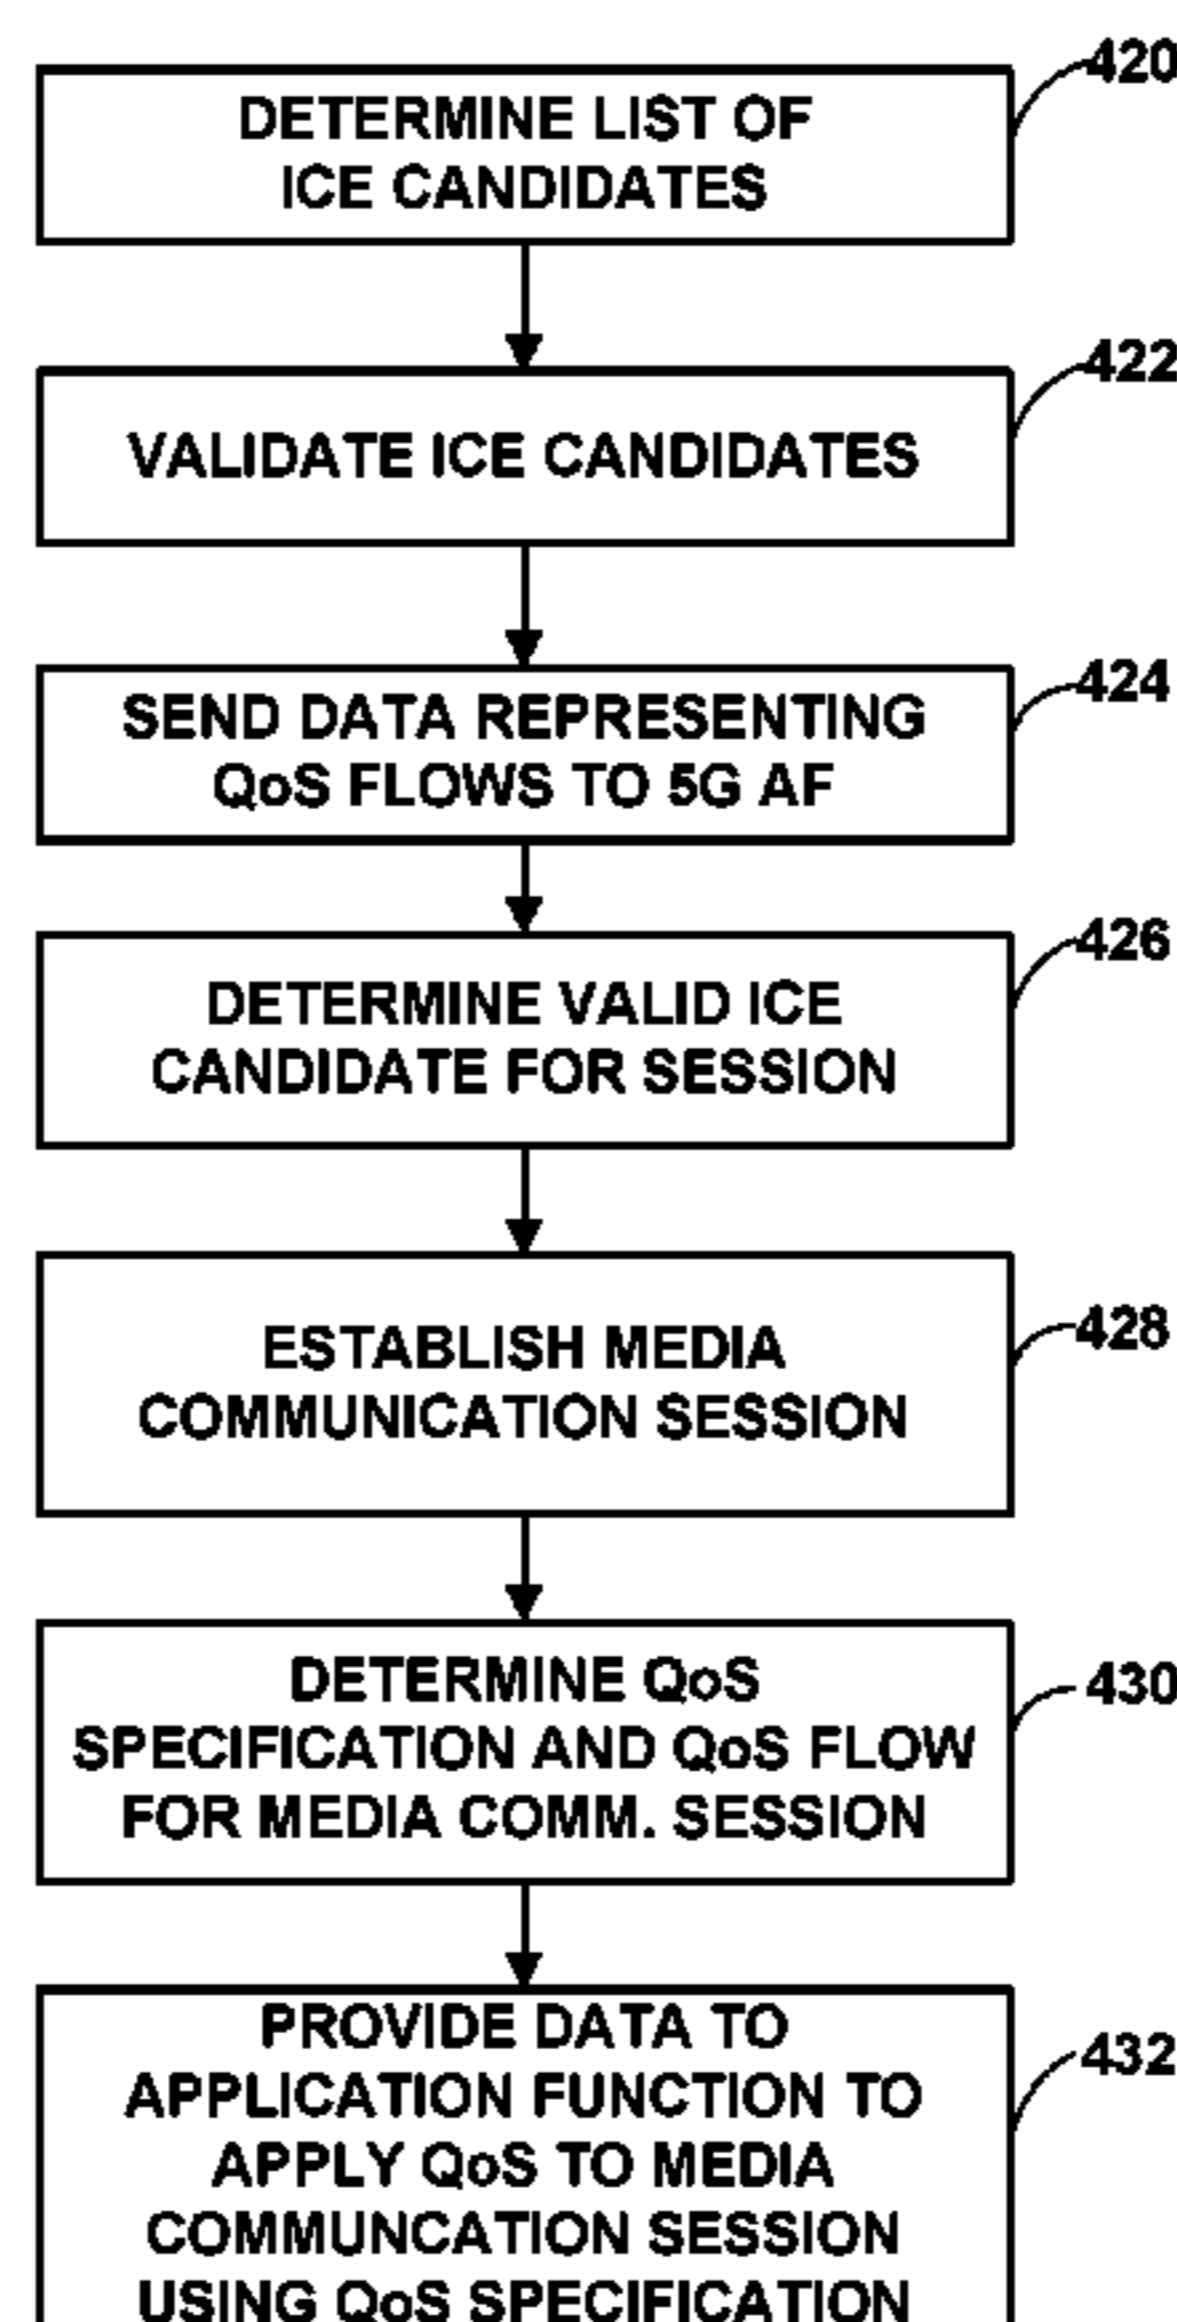 420
DETERMINE LIST OF
ICE CANDIDATES
422
VALIDATE ICE CANDIDATES
424
SEND DATA REPRESENTING
QoS FLOWS TO 5G AF
426
DETERMINE VALID ICE
CANDIDATE FOR SESSION
428
ESTABLISH MEDIA
COMMUNICATION SESSION
430
DETERMINE QoS
SPECIFICATION AND QoS FLOW
FOR MEDIA COMM. SESSION
432
PROVIDE DATA TO
APPLICATION FUNCTION TO
APPLY QoS TO MEDIA
COMMUNCATION SESSION
USING QoS SPECIFICATION